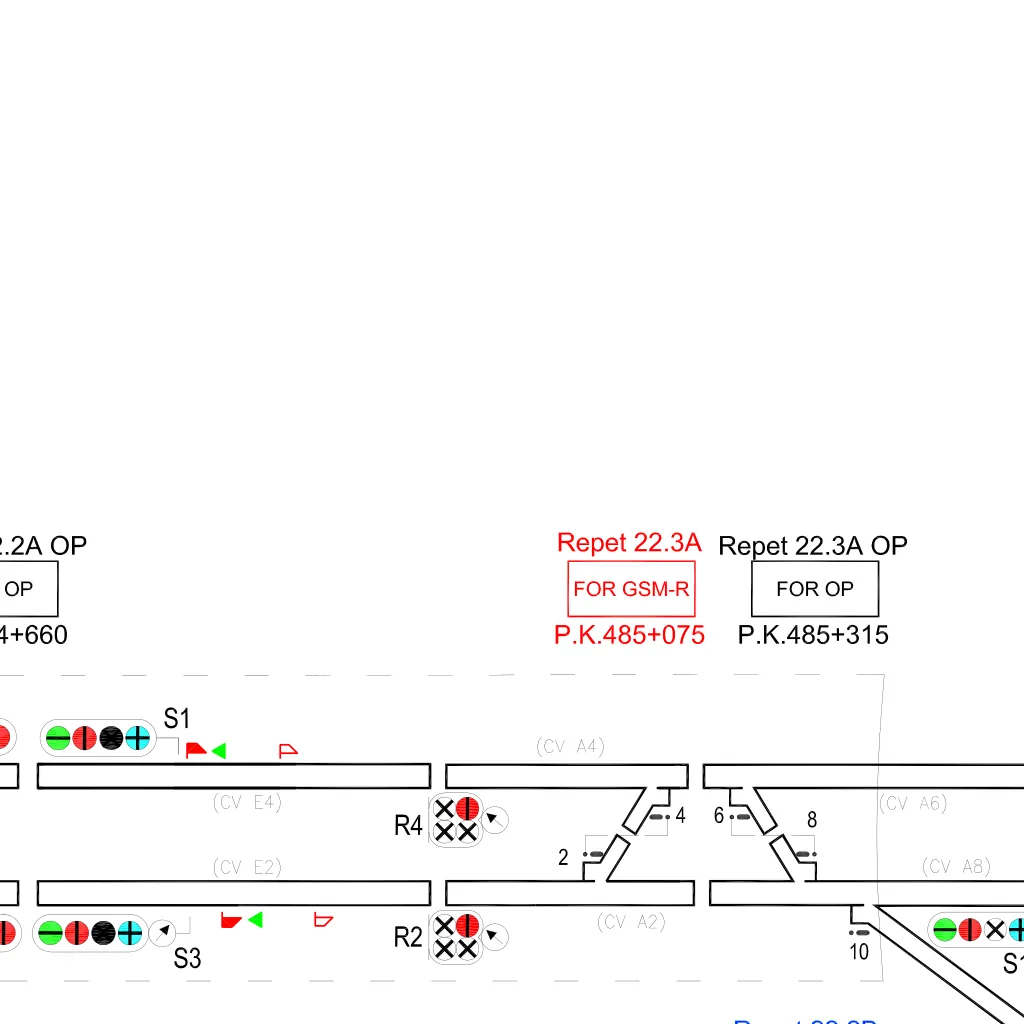 2.2A OP
OP
4+660
Repet 22.3A
FOR GSM-R
P.K.485+075
Repet 22.3A OP
FOR OP
P.K.485+315
S1
(CV A4)
(CV E4)
R4
4
6
8
(CV A6)
2
(CV E2)
(CV A8)
(CV A2)
R2
S3
10